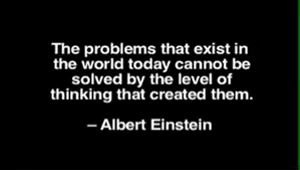 The problems that exist in
the world today cannot be
solved by the level of
thinking that created them.
– Albert Einstein